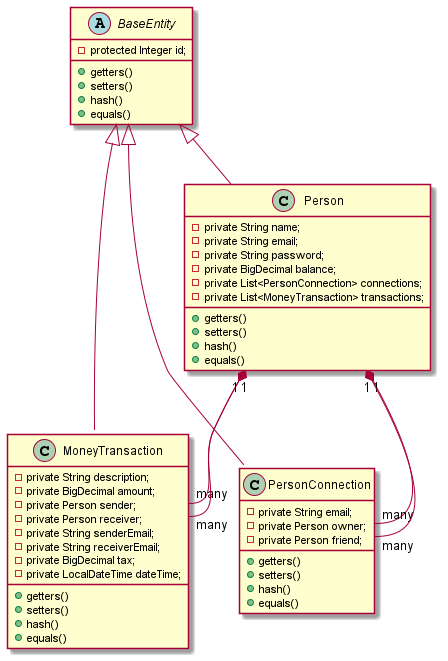 A BaseEntity
protected Integer id;
getters()
setters()
hash()
equals()
C Person
private String name;
private String email;
private String password;
private BigDecimal balance;
private List<PersonConnection> connections;
private List<MoneyTransaction> transactions;
getters()
setters()
hash()
equals()
1 1
1 1
C MoneyTransaction
private String description;
private BigDecimal amount;
private Person sender;
private Person receiver;
private String senderEmail;
private String receiverEmail;
private BigDecimal tax;
private LocalDateTime dateTime;
getters()
setters()
hash()
equals()
many
many
C PersonConnection
private String email;
private Person owner;
private Person friend;
getters()
setters()
hash()
equals()
many
many